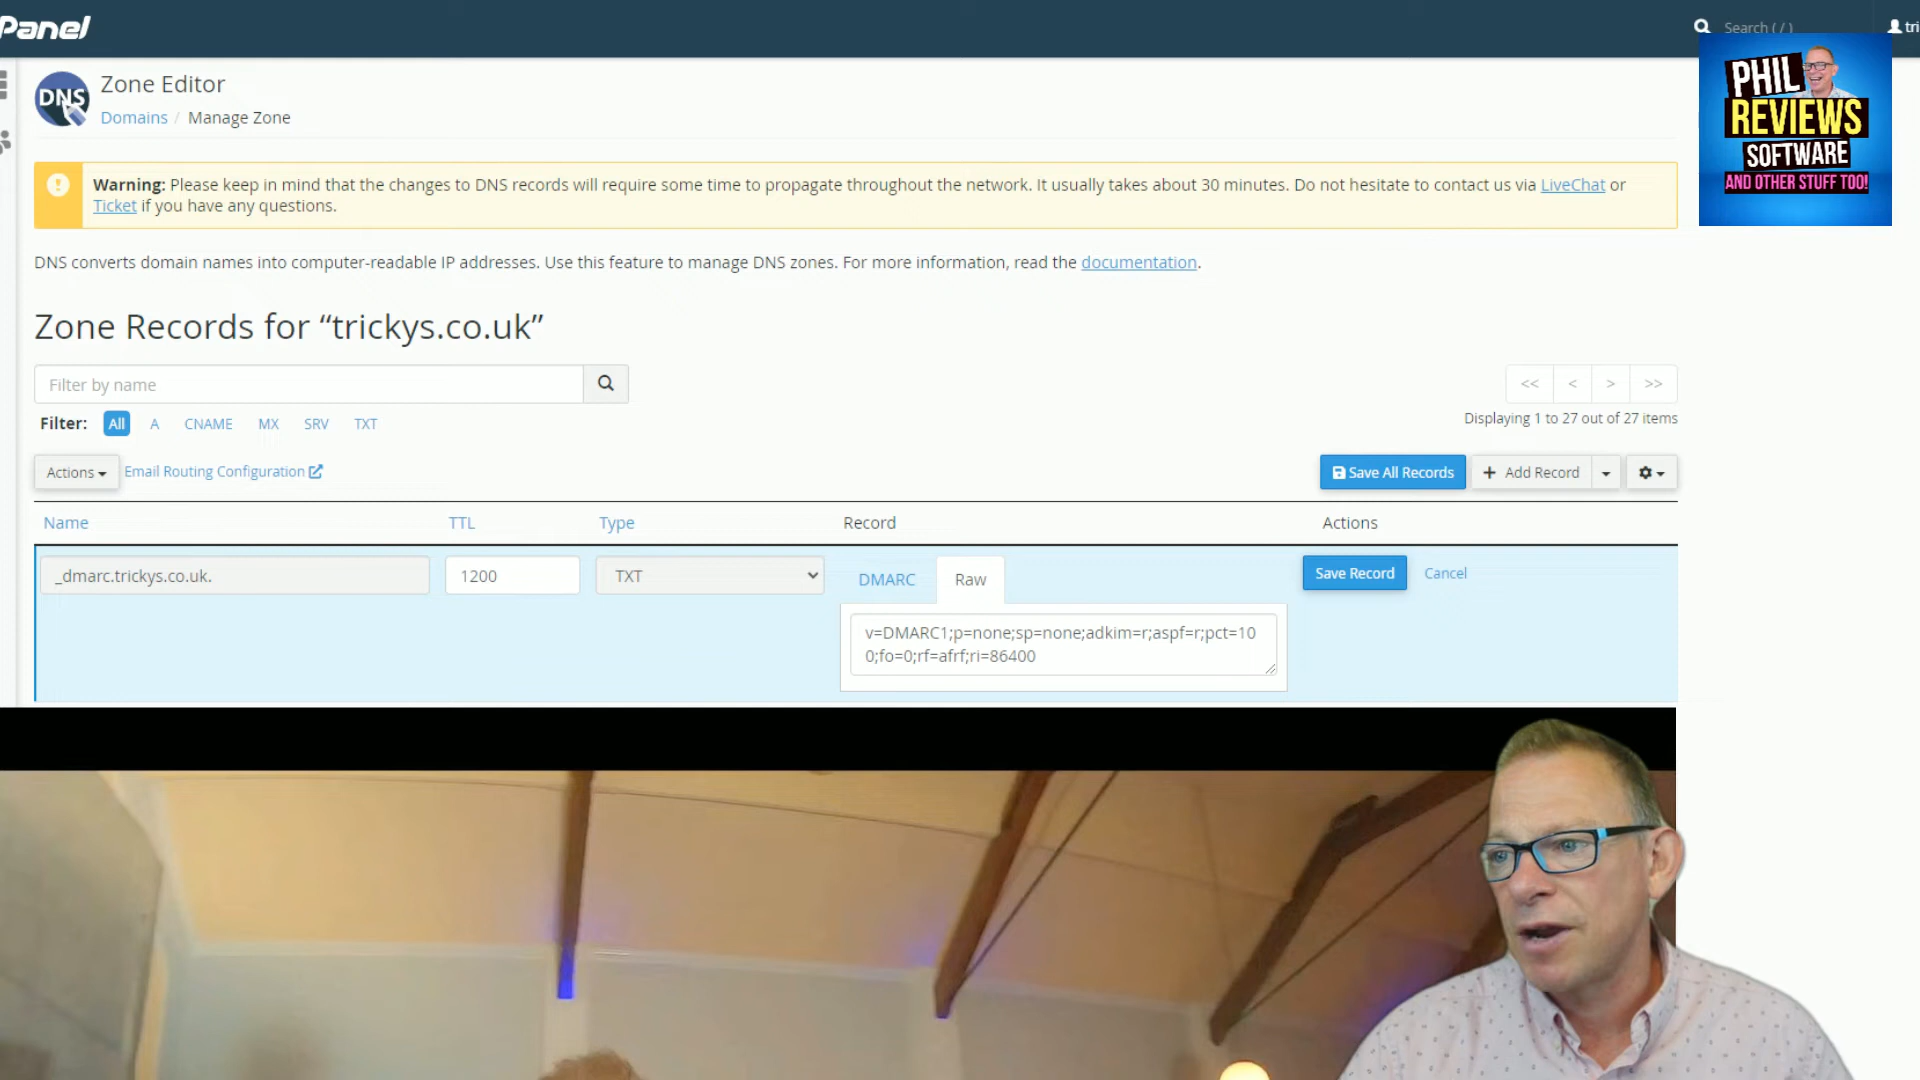 Panel
Search ( / )
tri
DNS
Zone Editor
Domains / Manage Zone
PHIL
REVIEWS
SOFTWARE
AND OTHER STUFF TOO!
Warning: Please keep in mind that the changes to DNS records will require some time to propagate throughout the network. It usually takes about 30 minutes. Do not hesitate to contact us via LiveChat or
Ticket if you have any questions.
DNS converts domain names into computer-readable IP addresses. Use this feature to manage DNS zones. For more information, read the documentation.
Zone Records for “trickys.co.uk”
Filter by name
<< < > >>
Filter: All A CNAME MX SRV TXT
Displaying 1 to 27 out of 27 items
Actions Email Routing Configuration
Save All Records + Add Record
Name TTL Type Record Actions
_dmarc.trickys.co.uk. 1200 TXT DMARC Raw Save Record Cancel
v=DMARC1;p=none;sp=none;adkim=r;aspf=r;pct=10
0;fo=0;rf=afrf;ri=86400